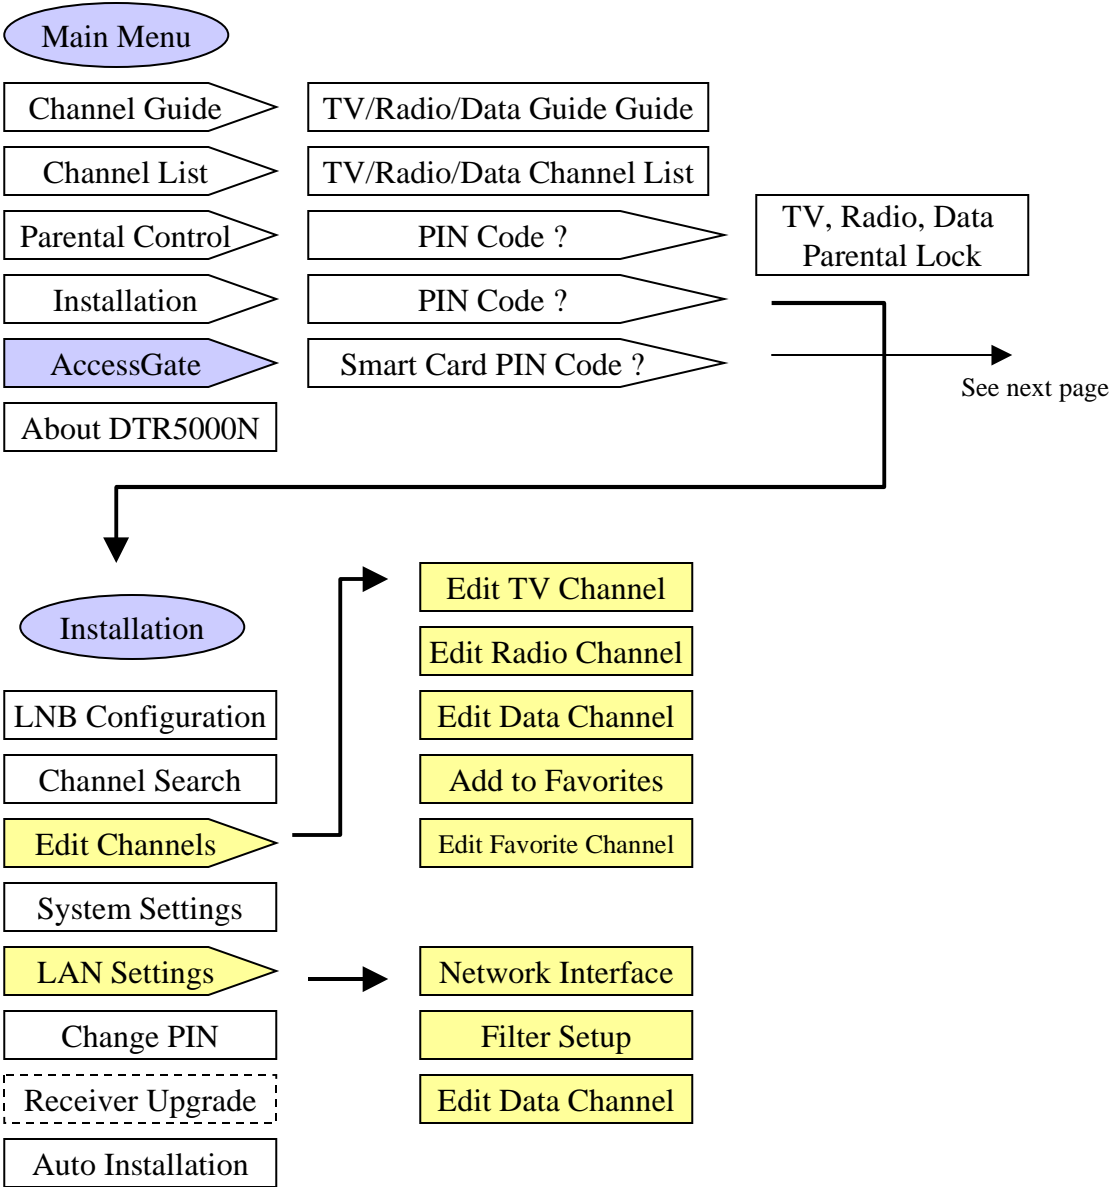 Main Menu
Channel Guide
TV/Radio/Data Guide Guide
Channel List
TV/Radio/Data Channel List
Parental Control
PIN Code ?
TV, Radio, Data
Parental Lock
Installation
PIN Code ?
AccessGate
Smart Card PIN Code ?
See next page
About DTR5000N
Installation
LNB Configuration
Channel Search
Edit Channels
System Settings
LAN Settings
Change PIN
Receiver Upgrade
Auto Installation
Edit TV Channel
Edit Radio Channel
Edit Data Channel
Add to Favorites
Edit Favorite Channel
Network Interface
Filter Setup
Edit Data Channel